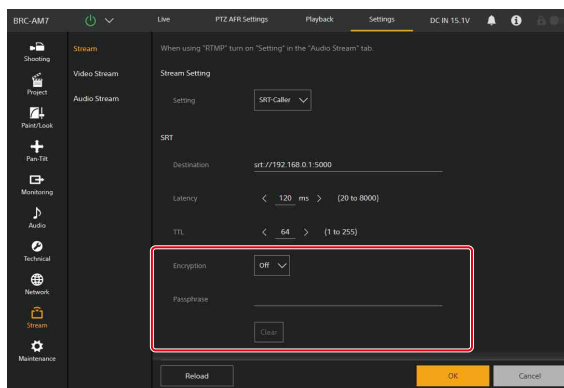 BRC-AM7 Live PTZ AFR Settings Playback Settings DC IN 15.1V
Shooting
Project
Paint/Look
Pan-Tilt
Monitoring
Audio
Technical
Network
Stream
Maintenance
Stream
Video Stream
Audio Stream
When using "RTMP" turn on "Setting" in the "Audio Stream" tab.
Stream Setting
Setting SRT-Caller
SRT
Destination srt://192.168.0.1:5000
Latency 120 ms (20 to 8000)
TTL 64 (1 to 255)
Encryption Off
Passphrase
Clear
Reload OK Cancel